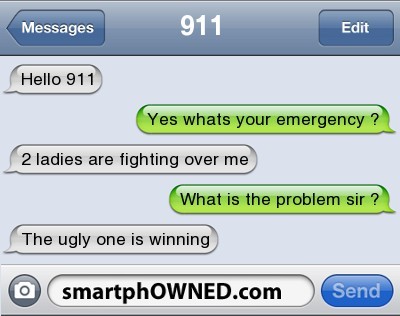 Messages
911
Edit
Hello 911
Yes whats your emergency ?
2 ladies are fighting over me
What is the problem sir ?
The ugly one is winning
smartphOWNED.com
Send